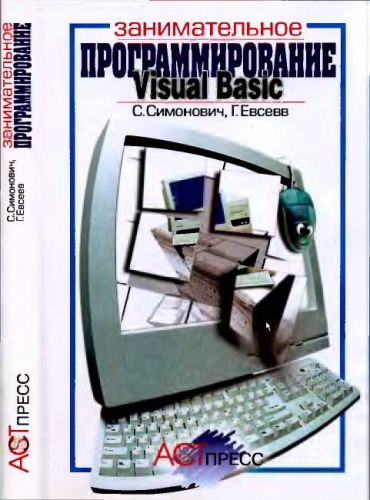 занимательное
ПРОГРАММИРОВАНИЕ
Visual Basic
С.Симонович, Г.Евсеев
занимательное
ПРОГРАММИРОВАНИЕ
С.Симонович,
Г.Евсеев
АСТ ПРЕСС
АСТ ПРЕСС